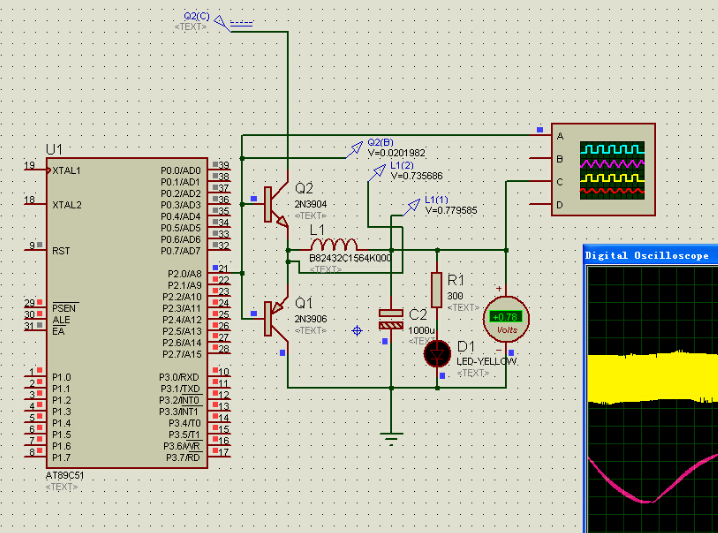 Q2(C)
<TEXT>
U1
19
XTAL1
18
XTAL2
9
RST
29
PSEN
30
ALE
31
EA
1
P1.0
2
P1.1
3
P1.2
4
P1.3
5
P1.4
6
P1.5
7
P1.6
8
P1.7
P0.0/AD0
39
P0.1/AD1
38
P0.2/AD2
37
P0.3/AD3
36
P0.4/AD4
35
P0.5/AD5
34
P0.6/AD6
33
P0.7/AD7
32
P2.0/A8
21
P2.1/A9
22
P2.2/A10
23
P2.3/A11
24
P2.4/A12
25
P2.5/A13
26
P2.6/A14
27
P2.7/A15
28
P3.0/RXD
10
P3.1/TXD
11
P3.2/INT0
12
P3.3/INT1
13
P3.4/T0
14
P3.5/T1
15
P3.6/WR
16
P3.7/RD
17
AT89C51
<TEXT>
Q2
2N3904
<TEXT>
Q1
2N3906
<TEXT>
L1
B82432C1564K000
<TEXT>
Q2(B)
V=0.0201982
L1(2)
V=0.735686
L1(1)
V=0.779585
A
B
C
D
R1
300
<TEXT>
C2
1000u
<TEXT>
D1
LED-YELLOW
<TEXT>
+0.78
Volts
Digital Oscilloscope